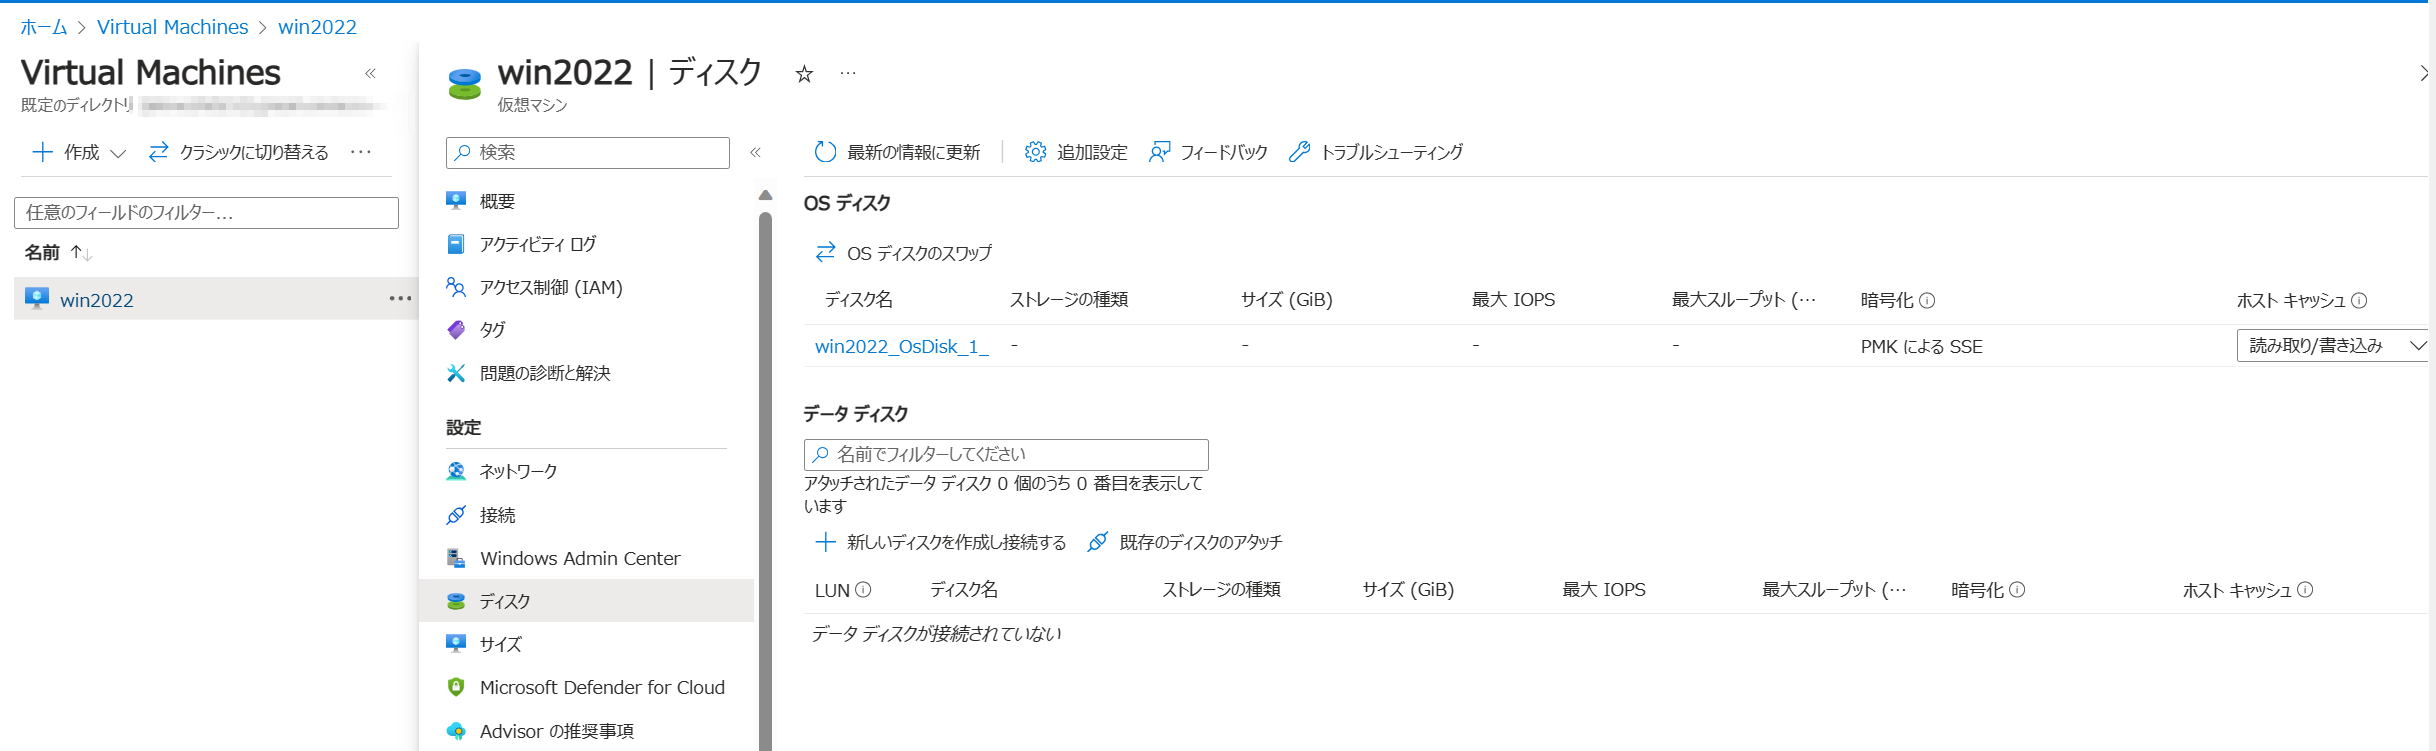 ホーム > Virtual Machines > win2022
Virtual Machines «
既定のディレクトリ
+ 作成 クラシックに切り替える ···
任意のフィールドのフィルター...
名前 ↑↓
win2022 ···
win2022 | ディスク ☆ ···
仮想マシン
検索 «
概要
アクティビティ ログ
アクセス制御 (IAM)
タグ
問題の診断と解決
設定
ネットワーク
接続
Windows Admin Center
ディスク
サイズ
Microsoft Defender for Cloud
Advisor の推奨事項
最新の情報に更新 追加設定 フィードバック トラブルシューティング
OS ディスク
OS ディスクのスワップ
ディスク名 ストレージの種類 サイズ (GiB) 最大 IOPS 最大スループット (··· 暗号化 ホスト キャッシュ
win2022_OsDisk_1_ - - - - PMK による SSE 読み取り/書き込み
データ ディスク
名前でフィルターしてください
アタッチされたデータ ディスク 0 個のうち 0 番目を表示して
います
+ 新しいディスクを作成し接続する 既存のディスクのアタッチ
LUN ディスク名 ストレージの種類 サイズ (GiB) 最大 IOPS 最大スループット (··· 暗号化 ホスト キャッシュ
データ ディスクが接続されていない